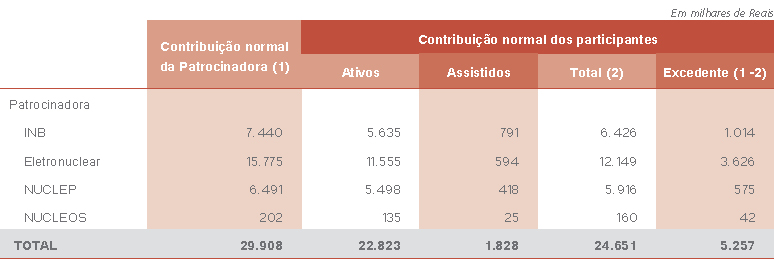 Em milhares de Reais
Contribuição normal da Patrocinadora (1)
Contribuição normal dos participantes
Ativos Assistidos Total (2) Excedente (1 -2)
Patrocinadora
INB 7.440 5.635 791 6.426 1.014
Eletronuclear 15.775 11.555 594 12.149 3.626
NUCLEP 6.491 5.498 418 5.916 575
NUCLEOS 202 135 25 160 42
TOTAL 29.908 22.823 1.828 24.651 5.257